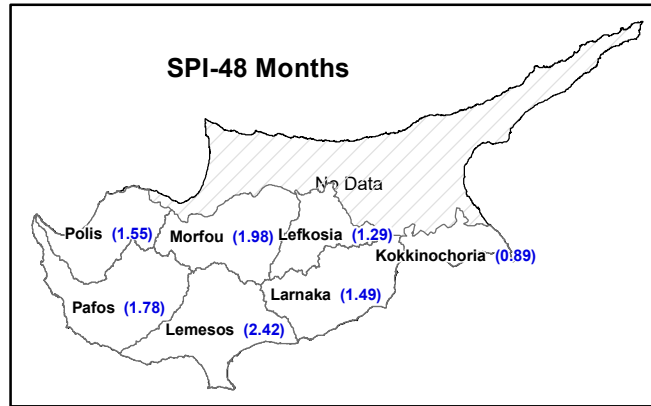 SPI-48 Months
No Data
Polis (1.55)
Morfou (1.98)
Lefkosia (1.29)
Kokkinochoria (0.89)
Pafos (1.78)
Larnaka (1.49)
Lemesos (2.42)